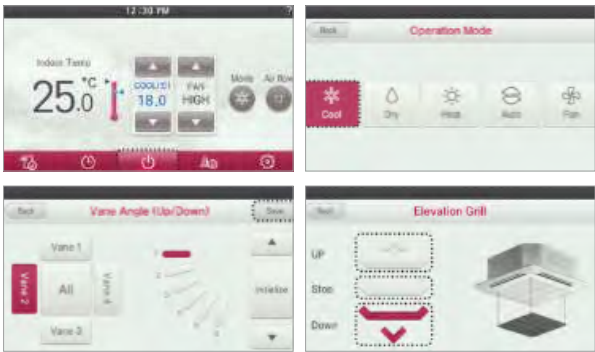 12:30 PM
?
Indoor Temp
25.0 °C
COOL(°C)
18.0
FAN
HIGH
Mode
Air flow
Back
Operation Mode
Cool
Dry
Heat
Auto
Fan
Back
Vane Angle (Up/Down)
Save
Vane 1
Vane 2
All
Vane 4
Vane 3
1
2
Initialize
Back
Elevation Grill
UP
Stop
Down